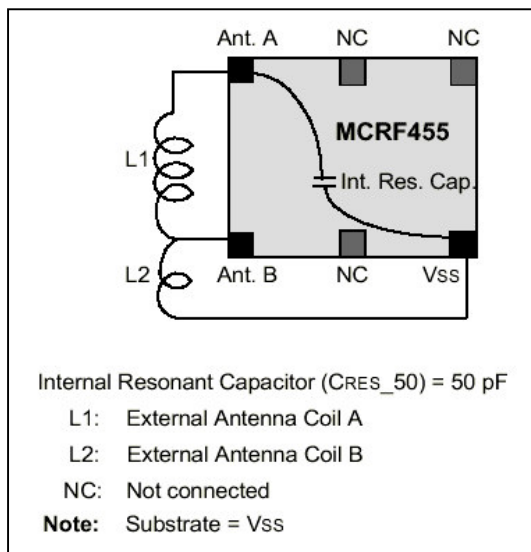 Ant. A NC NC
MCRF455
L1
Int. Res. Cap.
L2
Ant. B NC VSS
Internal Resonant Capacitor (CRES_50) = 50 pF
L1: External Antenna Coil A
L2: External Antenna Coil B
NC: Not connected
Note: Substrate = VSS